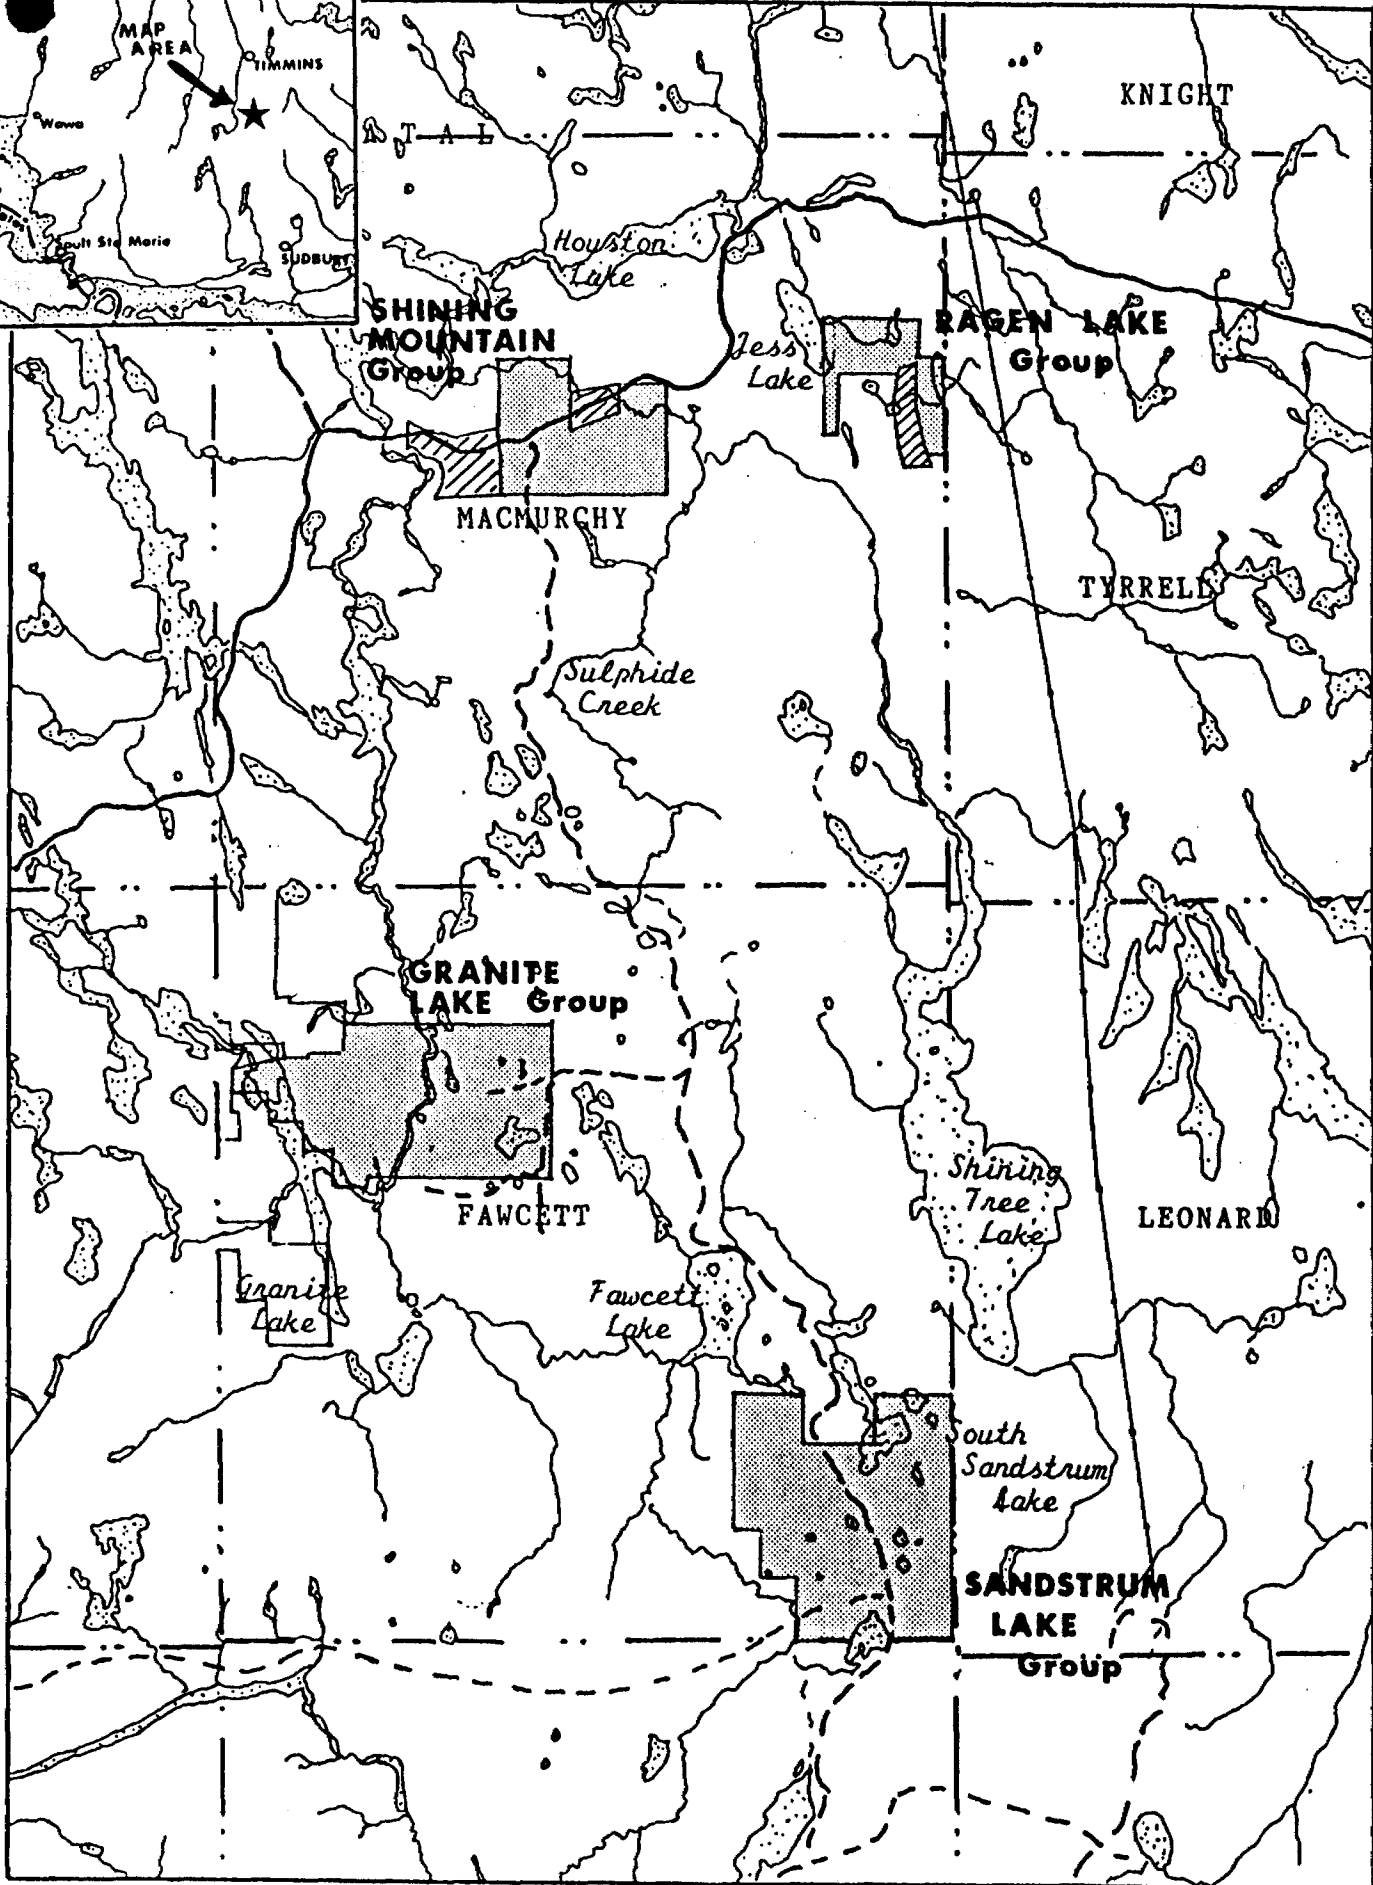 MAP
AREA
TIMMINS
Wawa
Sault Ste Marie
SUDBURY
KNIGHT
Houston
Lake
SHINING
MOUNTAIN
Group
Jess
Lake
RAGEN LAKE
Group
MACMURCHY
TYRRELL
Sulphide
Creek
GRANITE
LAKE Group
Shining
Tree
Lake
FAWCETT
LEONARD
Granite
Lake
Fawcett
Lake
South
Sandstrum
Lake
SANDSTRUM
LAKE
Group